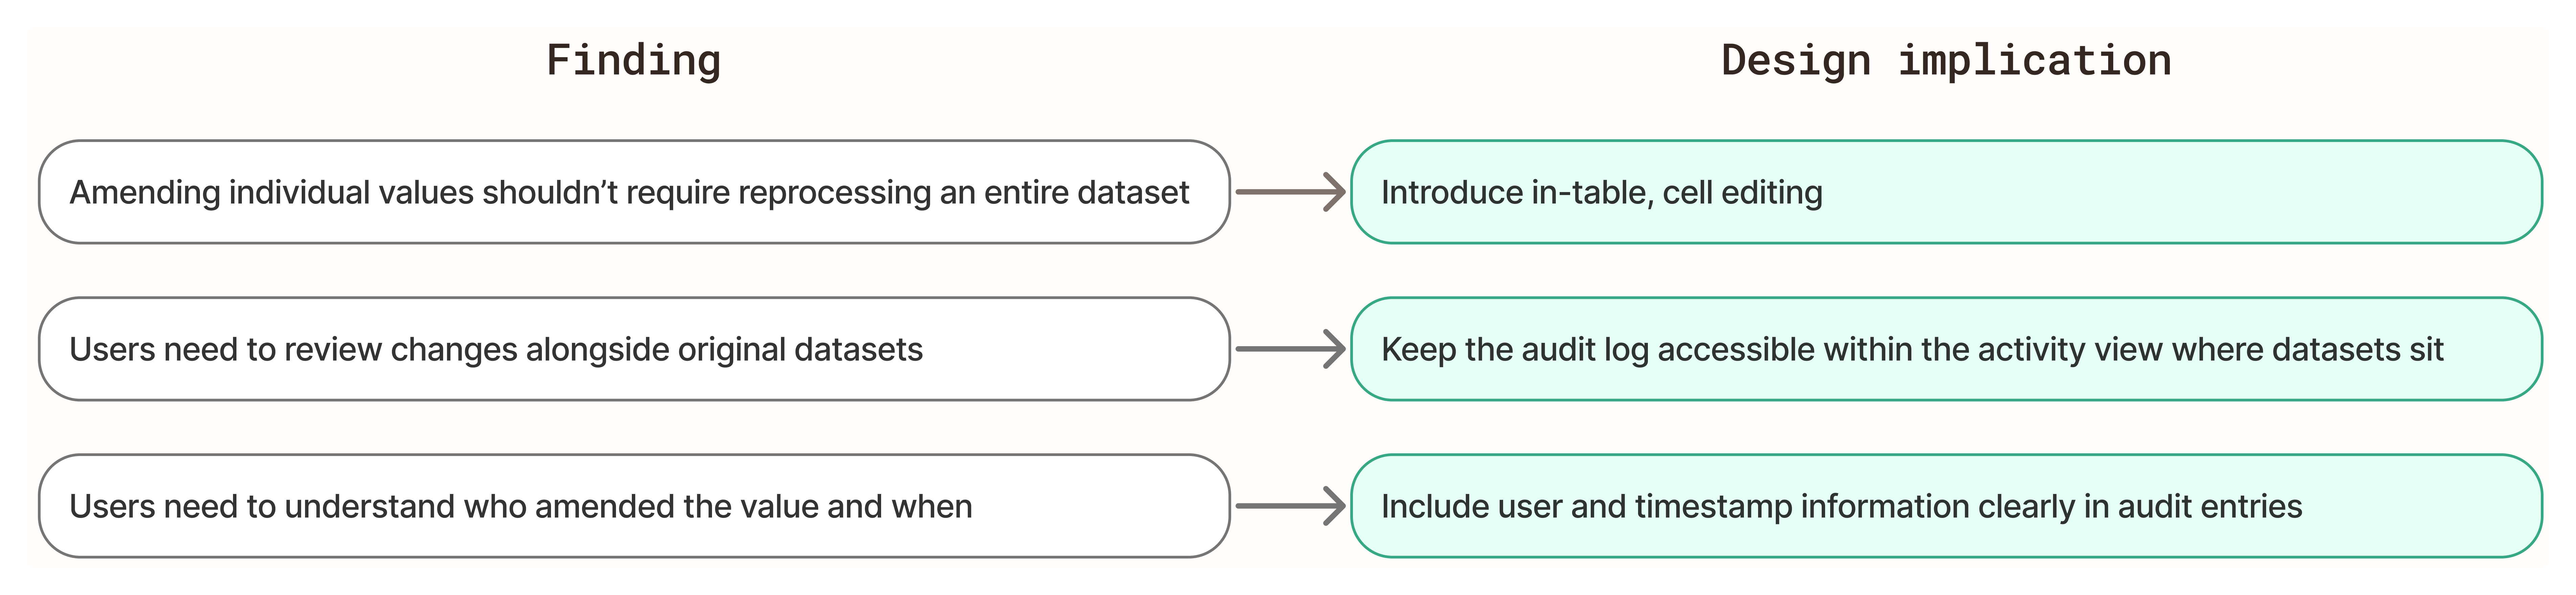 Finding
Design implication
Amending individual values shouldn’t require reprocessing an entire dataset
Introduce in-table, cell editing
Users need to review changes alongside original datasets
Keep the audit log accessible within the activity view where datasets sit
Users need to understand who amended the value and when
Include user and timestamp information clearly in audit entries